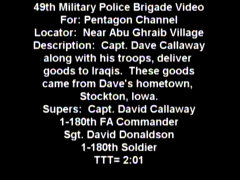 49th Military Police Brigade Video
For: Pentagon Channel
Locator:  Near Abu Ghraib Village
Description:  Capt. Dave Callaway
along with his troops, deliver
goods to Iraqis.  These goods
came from Dave's hometown,
Stockton, Iowa.
Supers:  Capt. David Callaway
1-180th FA Commander
Sgt. David Donaldson
1-180th Soldier
TTT= 2:01